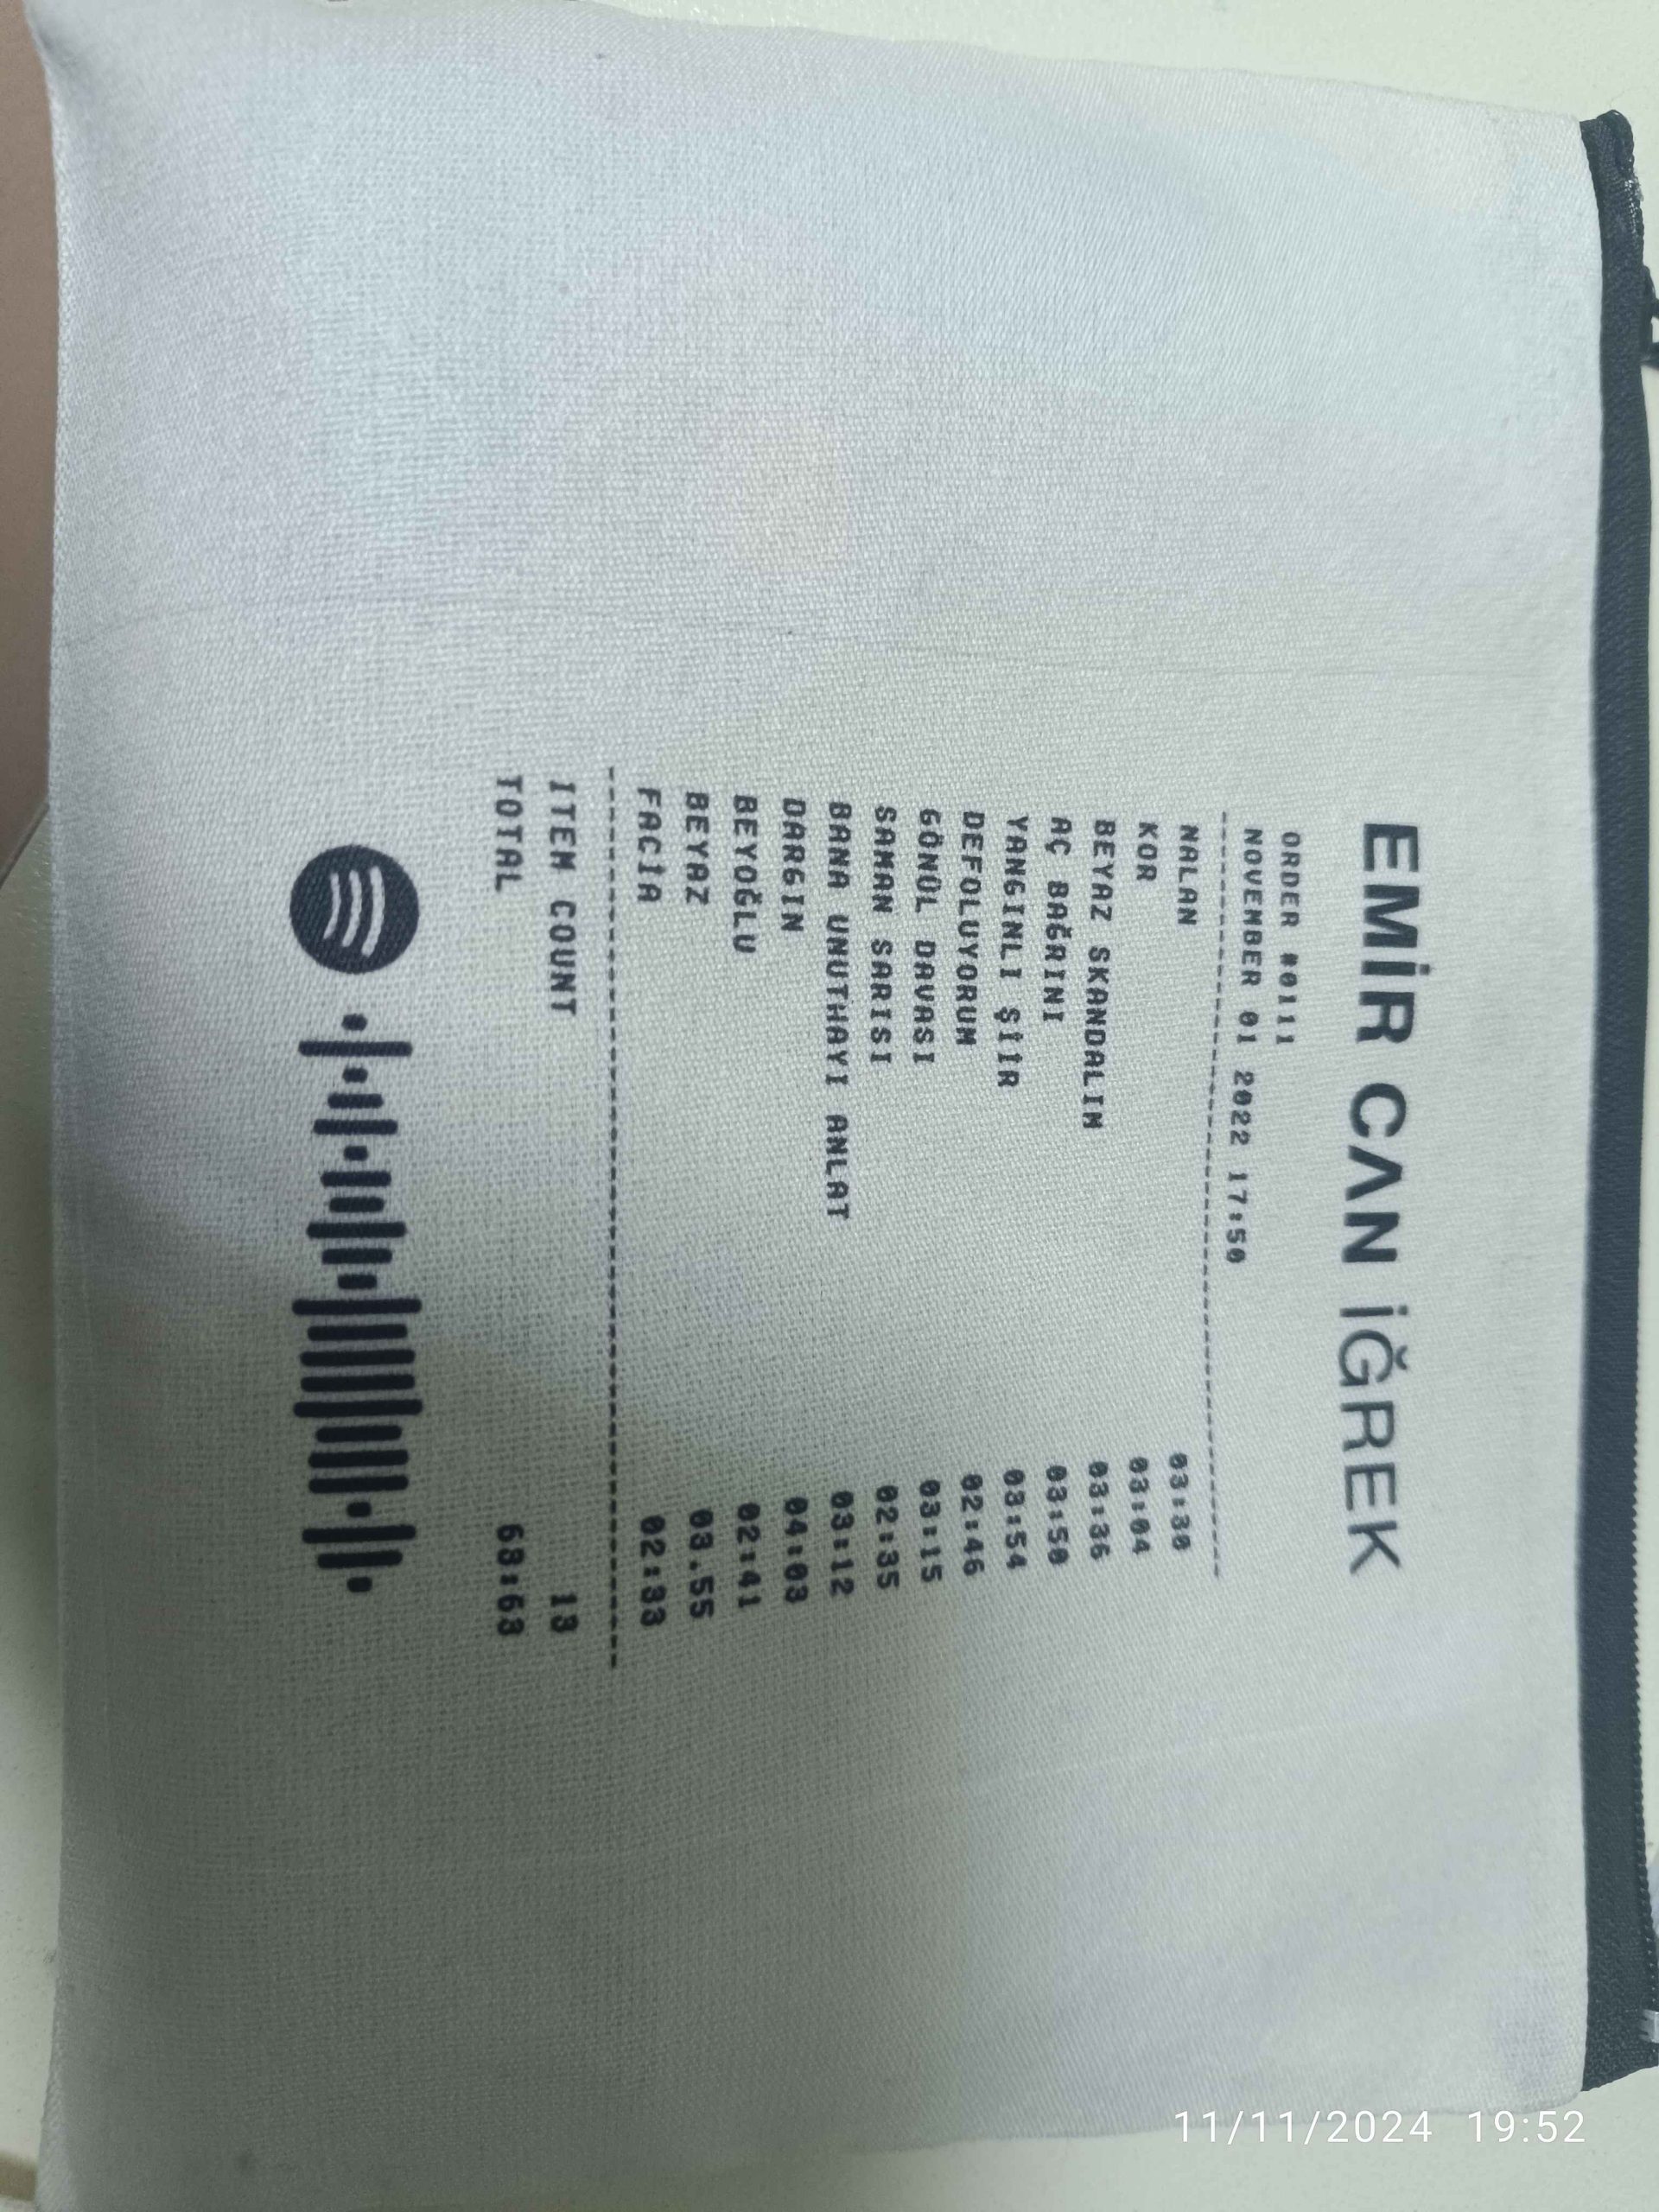 EMİR CAN İĞREK
ORDER #0111
NOVEMBER 01 2022 17:50
NALAN 03:30
KOR 03:04
BEYAZ SKANDALIM 03:36
AÇ BAĞRINI 03:50
YANGINLI ŞİİR 03:54
DEFOLUYORUM 02:46
GÖNÜL DAVASI 03:15
SAMAN SARISI 02:35
BANA UNUTMAYI ANLAT 03:12
DARGIN 04:03
BEYOĞLU 02:41
BEYAZ 03.55
FACİA 02:33
ITEM COUNT 13
TOTAL 63:63
11/11/2024 19:52